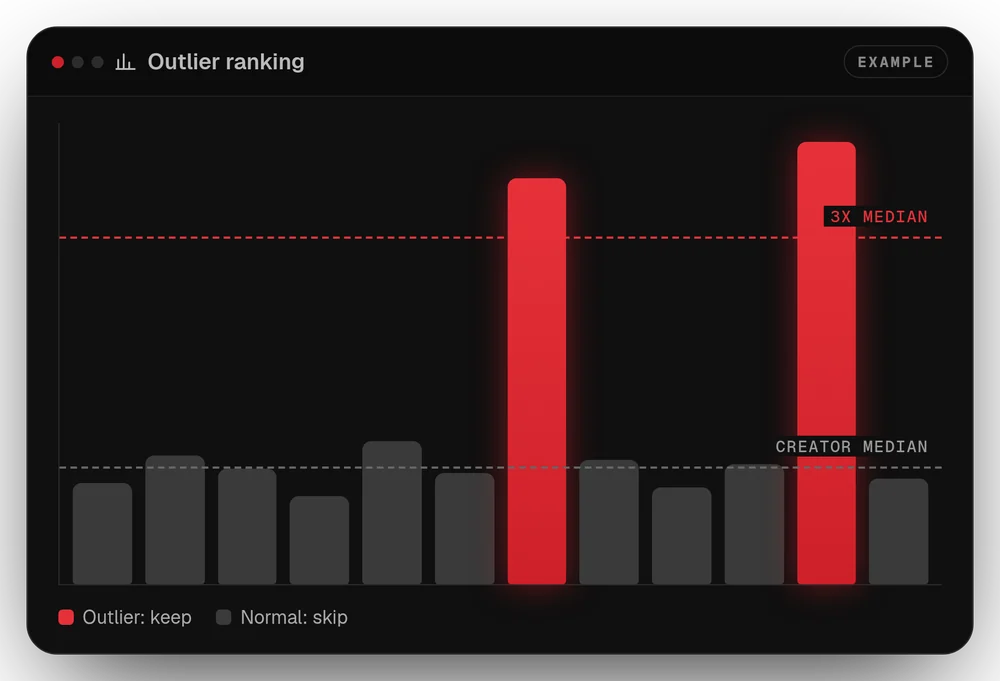 Outlier ranking
EXAMPLE
3X MEDIAN
CREATOR MEDIAN
Outlier: keep
Normal: skip